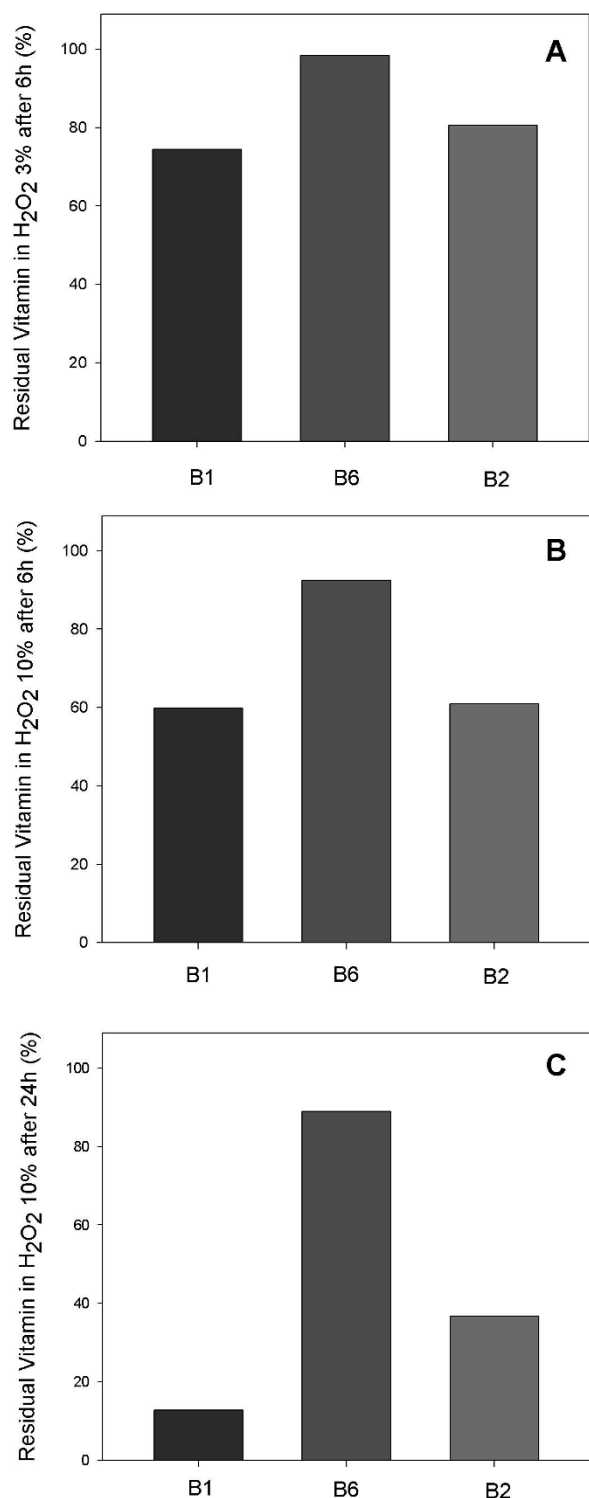 A
Residual Vitamin in H2O2 3% after 6h (%)
100
80
60
40
20
0
B1 B6 B2
B
Residual Vitamin in H2O2 10% after 6h (%)
100
80
60
40
20
0
B1 B6 B2
C
Residual Vitamin in H2O2 10% after 24h (%)
100
80
60
40
20
0
B1 B6 B2